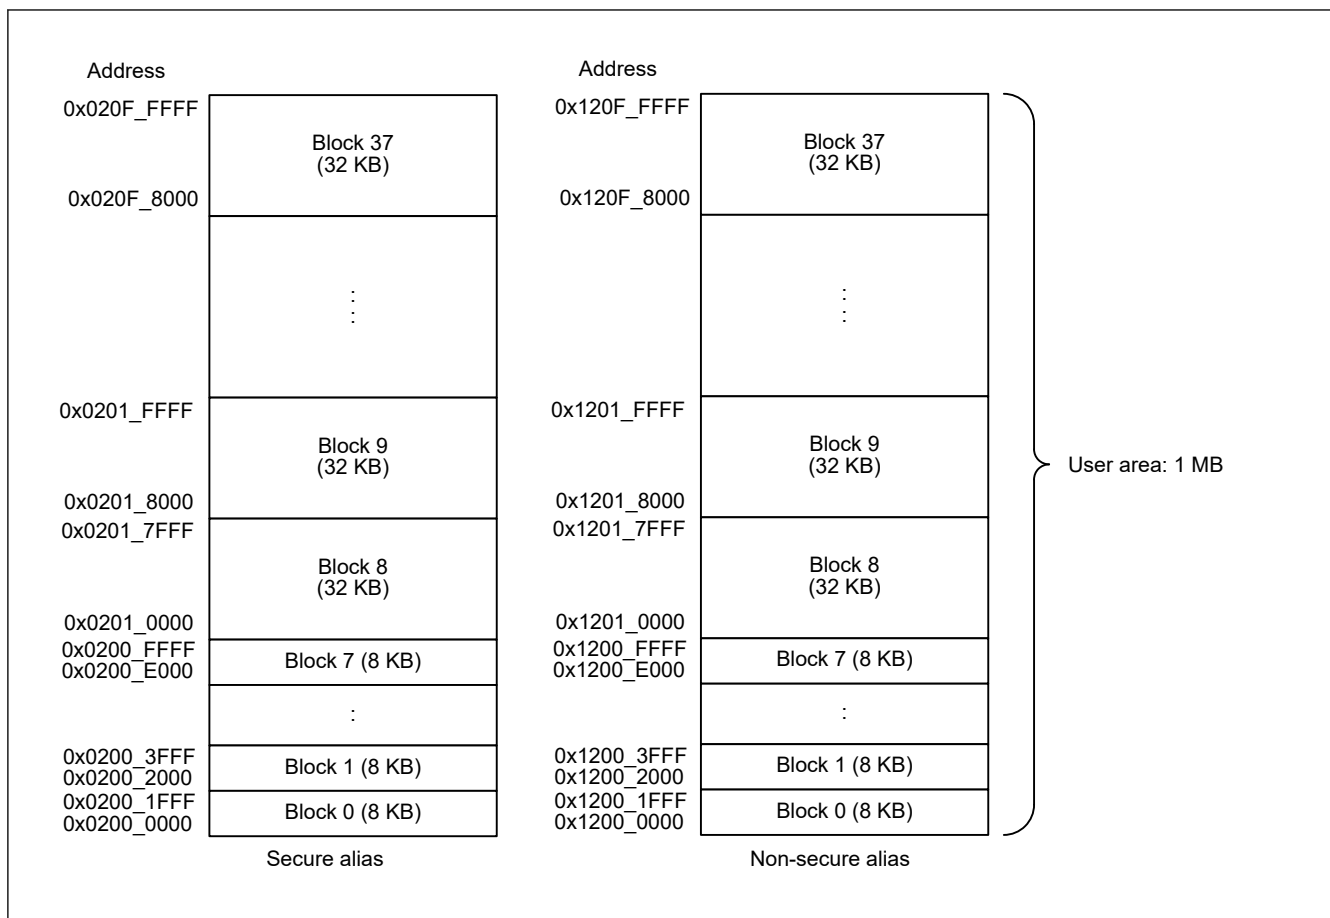 Address
0x020F_FFFF
Block 37
(32 KB)
0x020F_8000
:
:
0x0201_FFFF
Block 9
(32 KB)
0x0201_8000
0x0201_7FFF
Block 8
(32 KB)
0x0201_0000
0x0200_FFFF
Block 7 (8 KB)
0x0200_E000
:
0x0200_3FFF
Block 1 (8 KB)
0x0200_2000
0x0200_1FFF
Block 0 (8 KB)
0x0200_0000
Secure alias
Address
0x120F_FFFF
Block 37
(32 KB)
0x120F_8000
:
:
0x1201_FFFF
Block 9
(32 KB)
0x1201_8000
0x1201_7FFF
Block 8
(32 KB)
0x1201_0000
0x1200_FFFF
Block 7 (8 KB)
0x1200_E000
:
0x1200_3FFF
Block 1 (8 KB)
0x1200_2000
0x1200_1FFF
Block 0 (8 KB)
0x1200_0000
Non-secure alias
User area: 1 MB